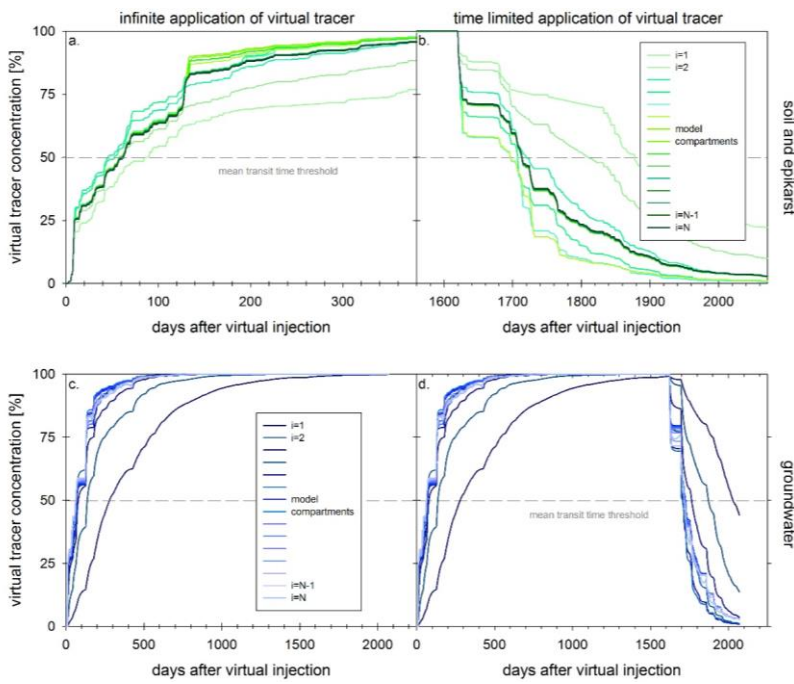 infinite application of virtual tracer
time limited application of virtual tracer
virtual tracer concentration [%]
100
75
50
25
0
a.
mean transit time threshold
0
100
200
300
days after virtual injection
b.
i=1
i=2
model
compartments
i=N-1
i=N
1600
1700
1800
1900
2000
days after virtual injection
soil and epikarst
virtual tracer concentration [%]
100
75
50
25
0
c.
i=1
i=2
model
compartments
i=N-1
i=N
0
500
1000
1500
2000
days after virtual injection
d.
mean transit time threshold
0
500
1000
1500
2000
days after virtual injection
groundwater